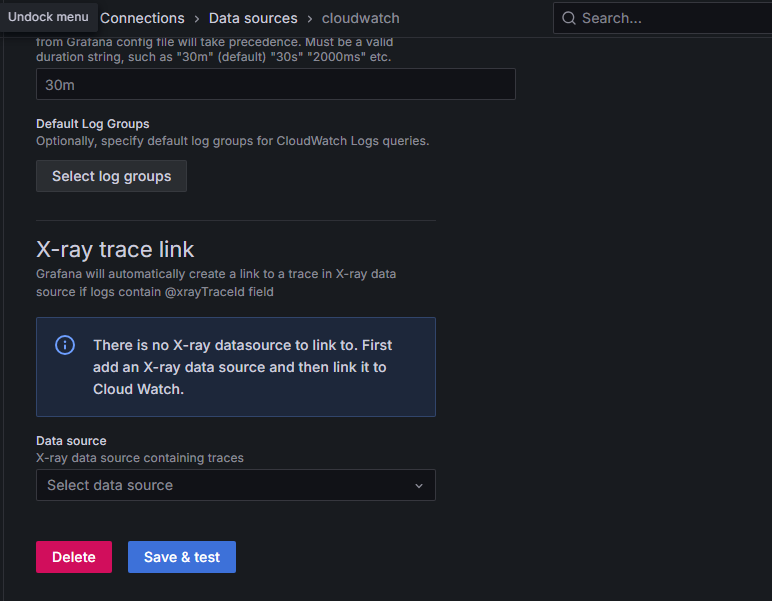 Undock menu
Connections › Data sources › cloudwatch
Search...
from Grafana config file will take precedence. Must be a valid
duration string, such as "30m" (default) "30s" "2000ms" etc.
30m
Default Log Groups
Optionally, specify default log groups for CloudWatch Logs queries.
Select log groups
X-ray trace link
Grafana will automatically create a link to a trace in X-ray data
source if logs contain @xrayTraceId field
There is no X-ray datasource to link to. First
add an X-ray data source and then link it to
Cloud Watch.
Data source
X-ray data source containing traces
Select data source
Delete
Save & test